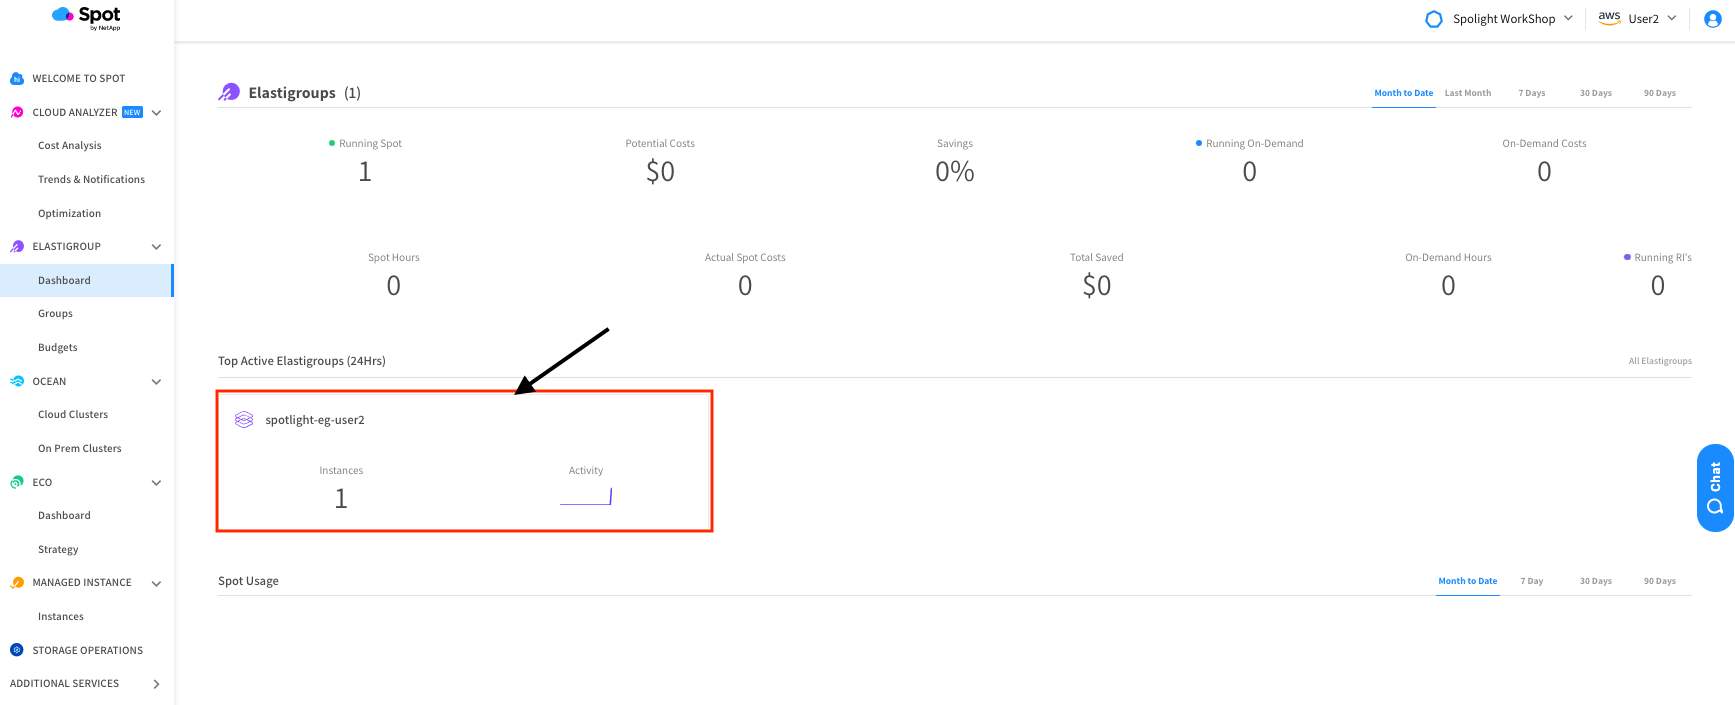 Spot
by NetApp
WELCOME TO SPOT
CLOUD ANALYZER NEW
Cost Analysis
Trends & Notifications
Optimization
ELASTIGROUP
Dashboard
Groups
Budgets
OCEAN
Cloud Clusters
On Prem Clusters
ECO
Dashboard
Strategy
MANAGED INSTANCE
Instances
STORAGE OPERATIONS
ADDITIONAL SERVICES
Spolight WorkShop
aws User2
Elastigroups (1)
Month to Date Last Month 7 Days 30 Days 90 Days
Running Spot Potential Costs Savings Running On-Demand On-Demand Costs
1 $0 0% 0 0
Spot Hours Actual Spot Costs Total Saved On-Demand Hours Running RI's
0 0 $0 0 0
Top Active Elastigroups (24Hrs) All Elastigroups
spotlight-eg-user2
Instances Activity
1
Spot Usage Month to Date 7 Day 30 Days 90 Days
Chat